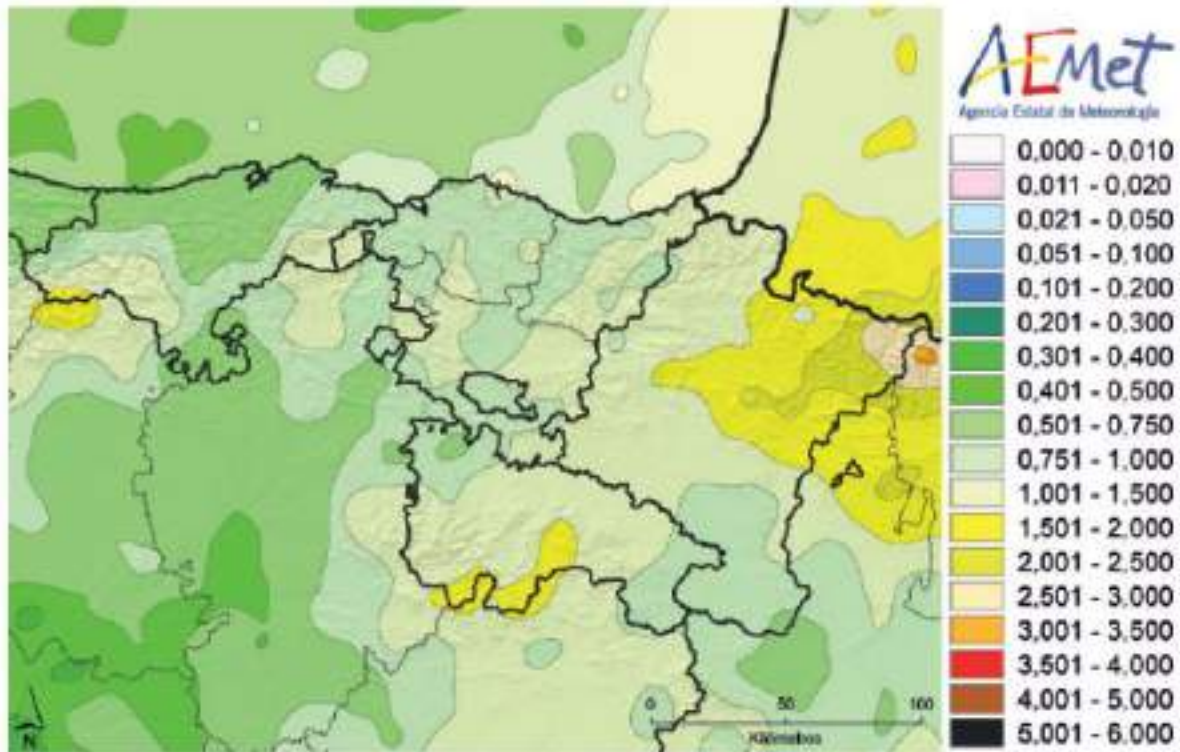 AEMet
Agencia Estatal de Meteorología
0,000 - 0,010
0,011 - 0,020
0,021 - 0,050
0,051 - 0,100
0,101 - 0,200
0,201 - 0,300
0,301 - 0,400
0,401 - 0,500
0,501 - 0,750
0,751 - 1,000
1,001 - 1,500
1,501 - 2,000
2,001 - 2,500
2,501 - 3,000
3,001 - 3,500
3,501 - 4,000
4,001 - 5,000
5,001 - 6,000
0 50 100
Kilómetros
N